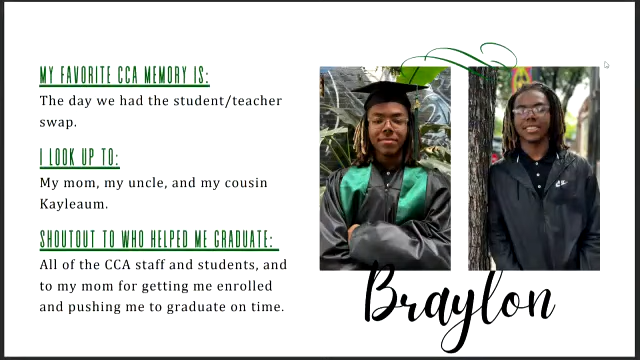 MY FAVORITE CCA MEMORY IS:
The day we had the student/teacher
swap.
I LOOK UP TO:
My mom, my uncle, and my cousin
Kayleaum.
SHOUTOUT TO WHO HELPED ME GRADUATE:
All of the CCA staff and students, and
to my mom for getting me enrolled
and pushing me to graduate on time.
Braylon